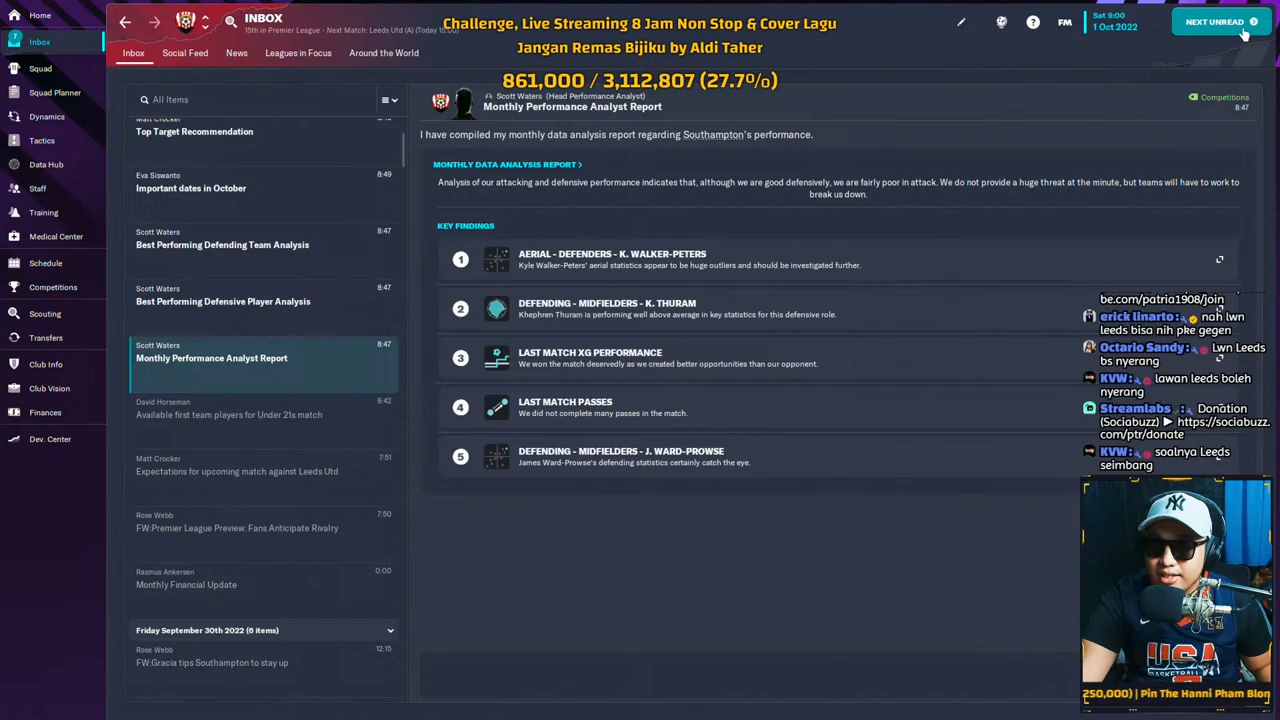 INBOX
15th in Premier League - Next Match: Leeds Utd (A) (Today 15:00)
Challenge, Live Streaming 8 Jam Non Stop & Cover Lagu
Jangan Remas Bijiku by Aldi Taher
861,000 / 3,112,807 (27.7%)
FM
Sat 9:00
1 Oct 2022
NEXT UNREAD
Home
7
Inbox
Squad
Squad Planner
Dynamics
Tactics
Data Hub
Staff
Training
Medical Center
Schedule
Competitions
Scouting
Transfers
Club Info
Club Vision
Finances
Dev. Center
Inbox
Social Feed
News
Leagues in Focus
Around the World
All Items
Matt Crocker
Top Target Recommendation
Eva Siswanto
8:49
Important dates in October
Scott Waters
8:47
Best Performing Defending Team Analysis
Scott Waters
8:47
Best Performing Defensive Player Analysis
Scott Waters
8:47
Monthly Performance Analyst Report
David Horseman
8:42
Available first team players for Under 21s match
Matt Crocker
7:51
Expectations for upcoming match against Leeds Utd
Rose Webb
7:50
FW:Premier League Preview: Fans Anticipate Rivalry
Rasmus Ankersen
0:00
Monthly Financial Update
Friday September 30th 2022 (6 items)
Rose Webb
12:15
FW:Gracia tips Southampton to stay up
Scott Waters (Head Performance Analyst)
Monthly Performance Analyst Report
Competitions
8:47
I have compiled my monthly data analysis report regarding Southampton's performance.
MONTHLY DATA ANALYSIS REPORT >
Analysis of our attacking and defensive performance indicates that, although we are good defensively, we are fairly poor in attack. We do not provide a huge threat at the minute, but teams will have to work to
break us down.
KEY FINDINGS
1
AERIAL - DEFENDERS - K. WALKER-PETERS
Kyle Walker-Peters' aerial statistics appear to be huge outliers and should be investigated further.
2
DEFENDING - MIDFIELDERS - K. THURAM
Khephren Thuram is performing well above average in key statistics for this defensive role.
3
LAST MATCH XG PERFORMANCE
We won the match deservedly as we created better opportunities than our opponent.
4
LAST MATCH PASSES
We did not complete many passes in the match.
5
DEFENDING - MIDFIELDERS - J. WARD-PROWSE
James Ward-Prowse's defending statistics certainly catch the eye.
be.com/patria1908/join
erick linarto: nah lwn
leeds bisa nih pke gegen
Octario Sandy: Lwn Leeds
bs nyerang
KVW: lawan leeds boleh
nyerang
Streamlabs : Donation
(Sociabuzz) ► https://sociabuzz.
com/ptr/donate
KVW: soalnya Leeds
seimbang
NY
USA
BASKETBALL
250,000) | Pin The Hanni Pham Blon